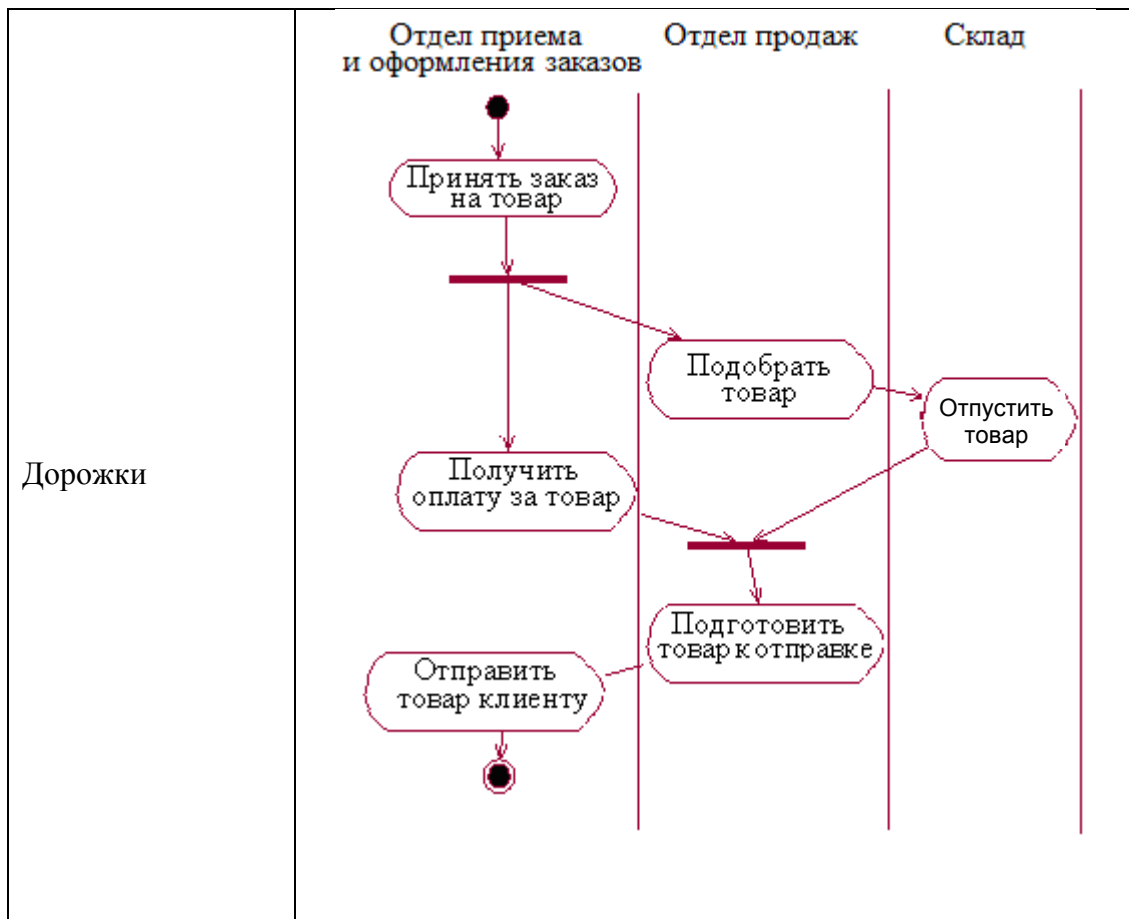 Отдел приема
и оформления заказов
Отдел продаж
Склад
Принять заказ
на товар
Подобрать
товар
Отпустить
товар
Дорожки
Получить
оплату за товар
Подготовить
товар к отправке
Отправить
товар клиенту